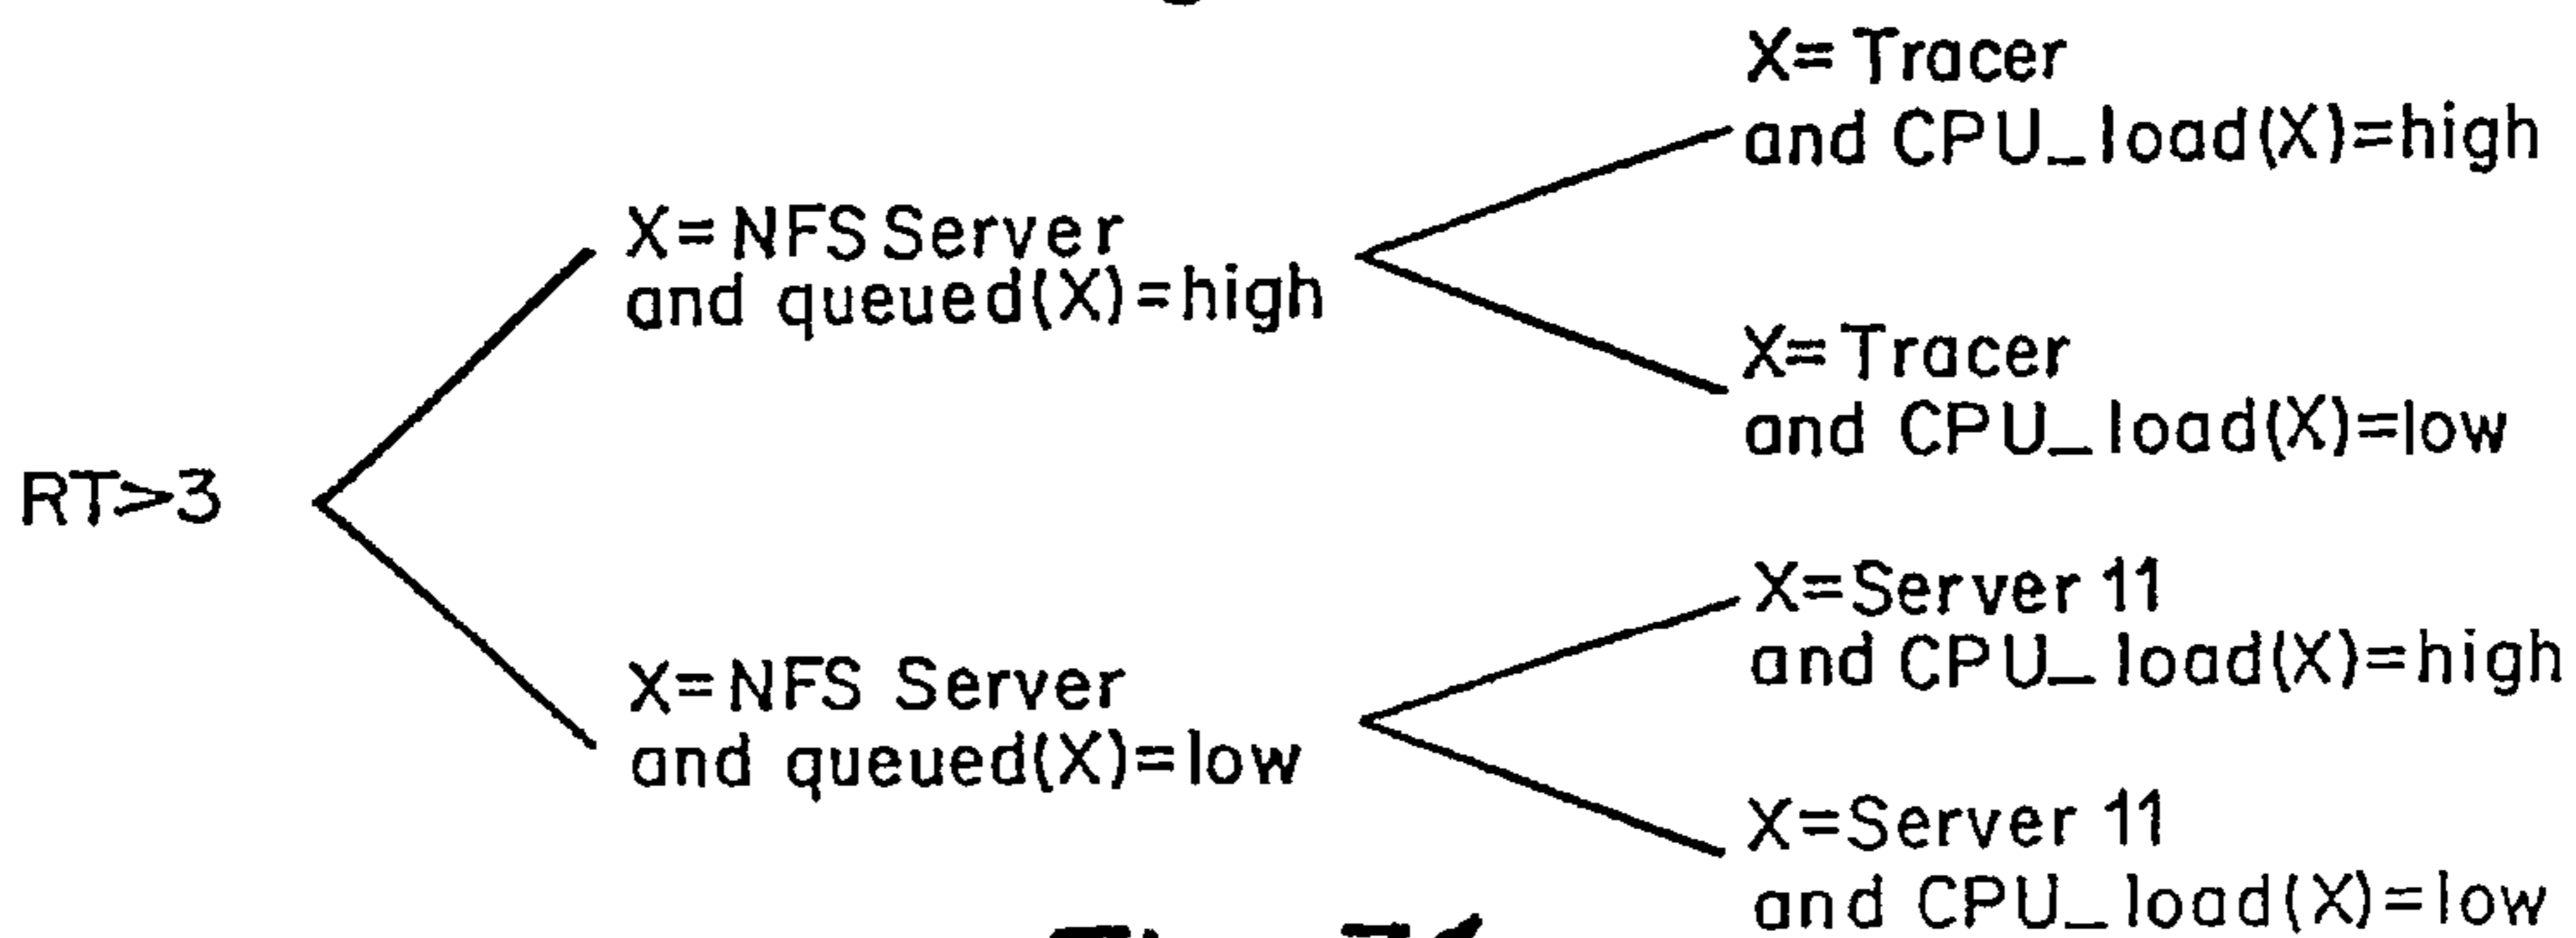 RT>3
X=NFS Server
and queued(X)=high
X=NFS Server
and queued(X)=low
X=Tracer
and CPU_load(X)=high
X=Tracer
and CPU_load(X)=low
X=Server 11
and CPU_load(X)=high
X=Server 11
and CPU_load(X)=low